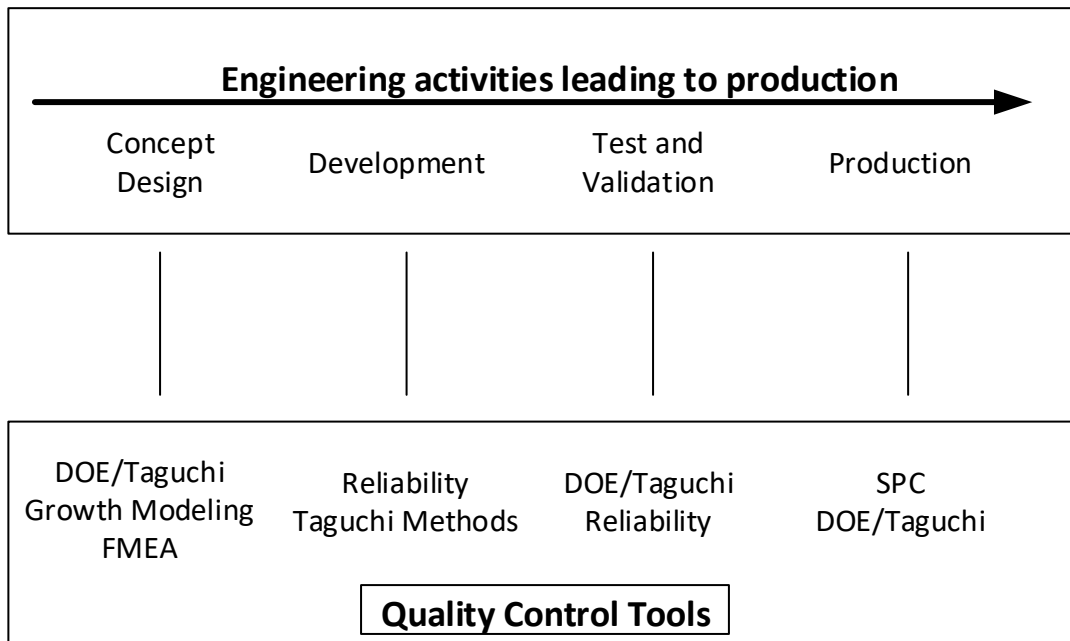 Engineering activities leading to production
Concept
Design
Development
Test and
Validation
Production
DOE/Taguchi
Growth Modeling
FMEA
Reliability
Taguchi Methods
DOE/Taguchi
Reliability
SPC
DOE/Taguchi
Quality Control Tools